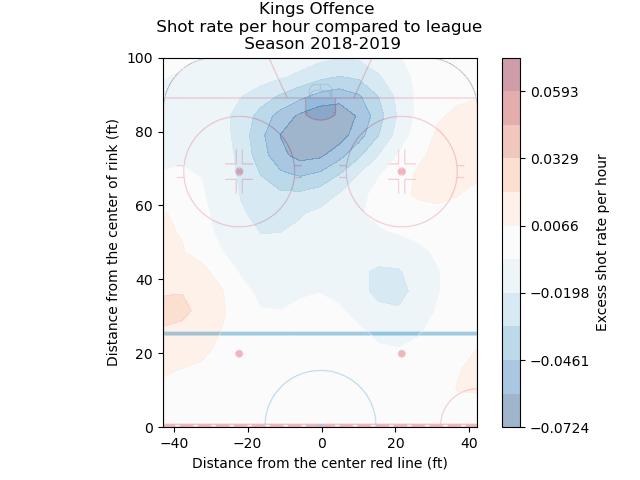 Kings Offence
Shot rate per hour compared to league
Season 2018-2019
100
80
60
40
20
0
−40
−20
0
20
40
Distance from the center red line (ft)
Distance from the center of rink (ft)
0.0593
0.0329
0.0066
−0.0198
−0.0461
−0.0724
Excess shot rate per hour